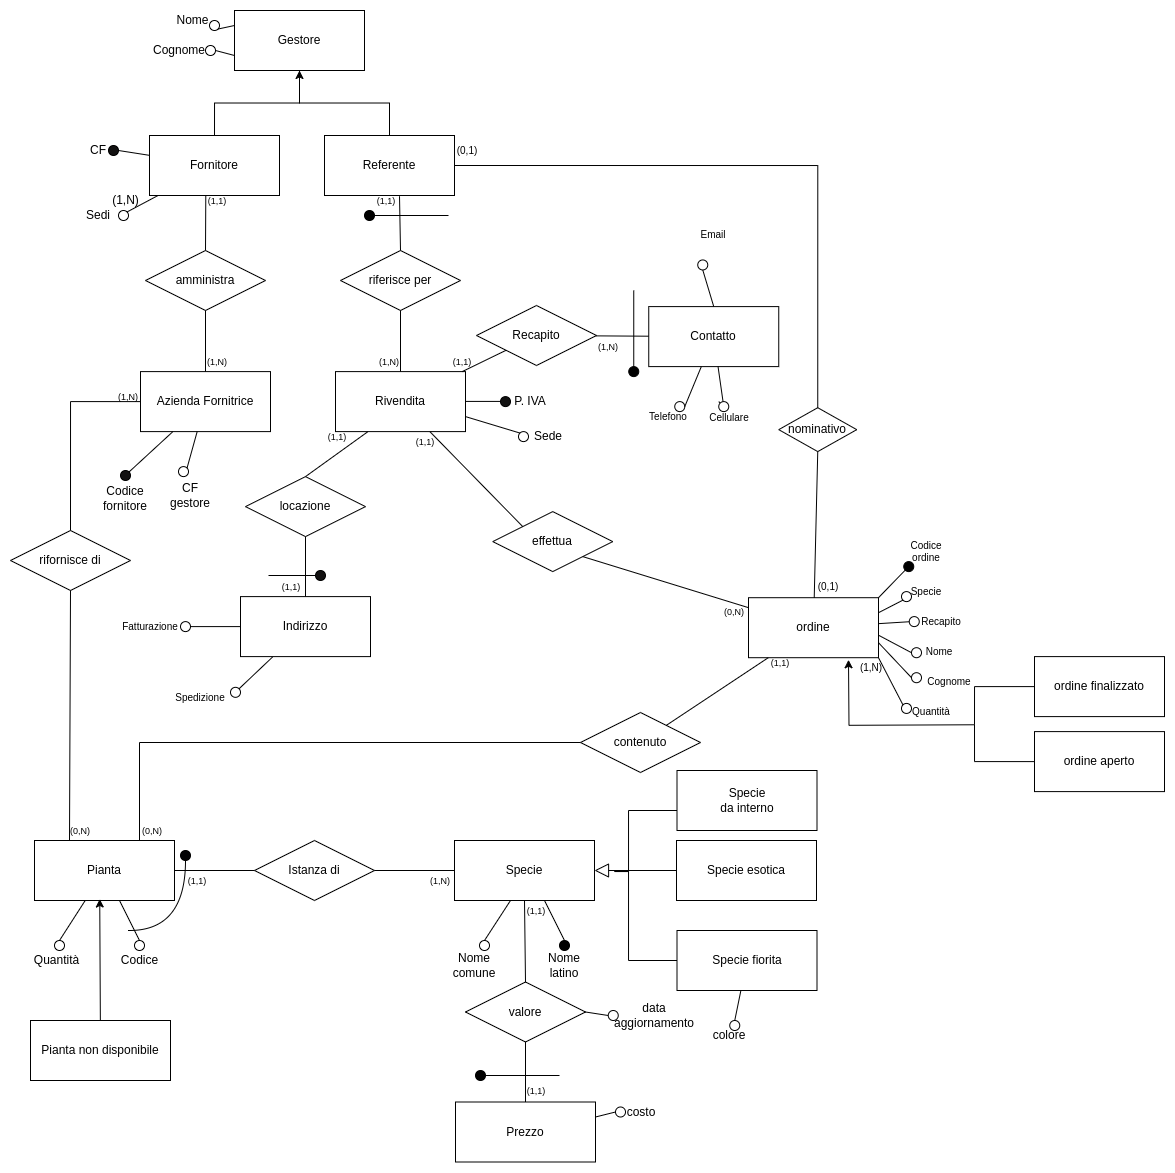 Nome
Cognome
Gestore
CF
Fornitore
Referente
(0,1)
(1,N)
Sedi
(1,1)
(1,1)
amministra
riferisce per
Email
Recapito
Contatto
(1,N)
(1,N)
(1,N)
(1,1)
(1,N)
Azienda Fornitrice
Rivendita
P. IVA
Sede
Telefono
Cellulare
nominativo
(1,1)
(1,1)
Codice
fornitore
CF
gestore
locazione
effettua
rifornisce di
Codice
ordine
(1,1)
(0,1)
Specie
(0,N)
Fatturazione
Indirizzo
ordine
Recapito
Nome
Cognome
Quantità
(1,1)
(1,N)
Spedizione
ordine finalizzato
contenuto
ordine aperto
Specie
da interno
(0,N)
(0,N)
Pianta
(1,1)
Istanza di
(1,N)
Specie
Specie esotica
(1,1)
Quantità
Codice
Nome
comune
Nome
latino
Specie fiorita
valore
data
aggiornamento
colore
Pianta non disponibile
(1,1)
Prezzo
costo